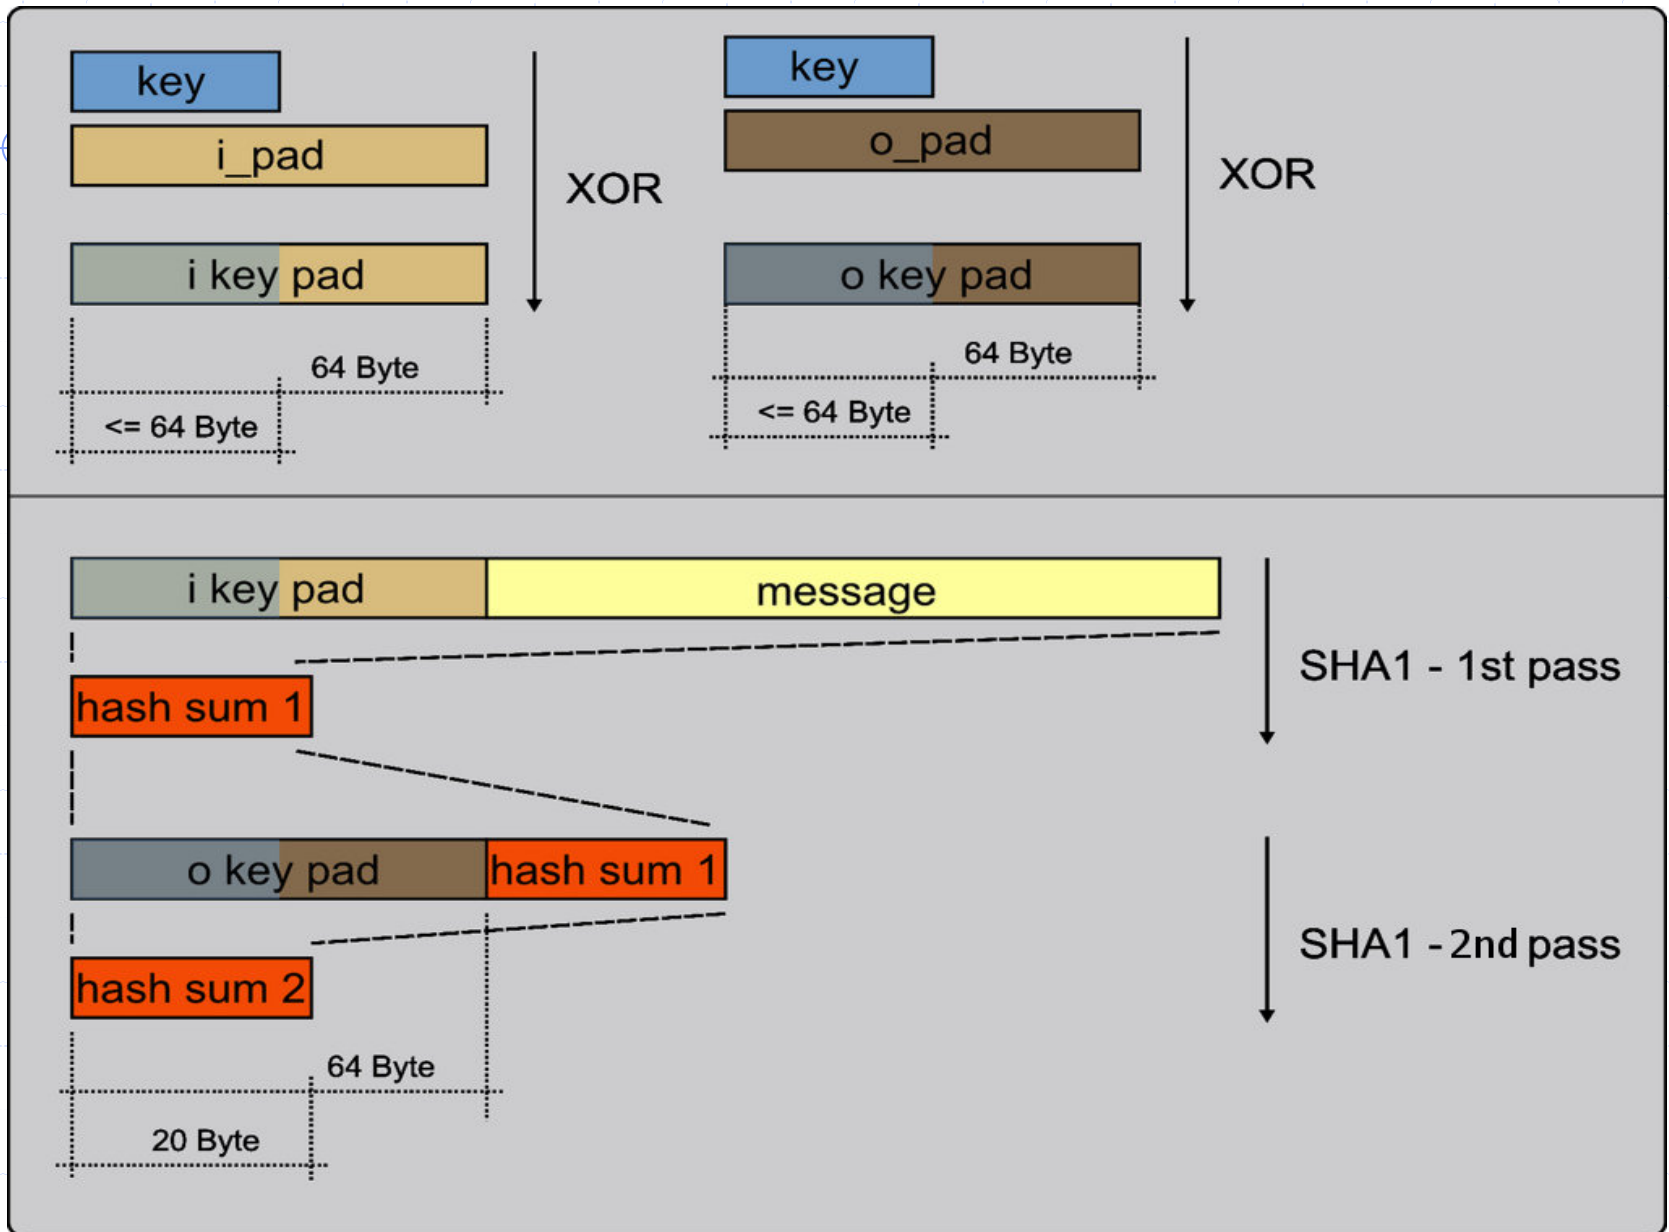 key
i_pad
XOR
i key pad
64 Byte
<= 64 Byte
key
o_pad
XOR
o key pad
64 Byte
<= 64 Byte
i key pad
message
SHA1 - 1st pass
hash sum 1
o key pad
hash sum 1
SHA1 - 2nd pass
hash sum 2
64 Byte
20 Byte